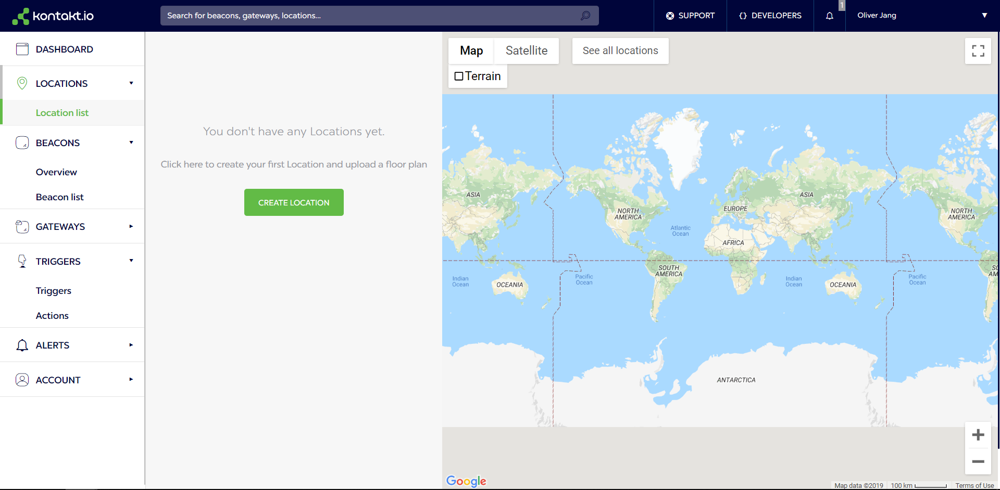 kontakt.io
Search for beacons, gateways, locations...
SUPPORT
{} DEVELOPERS
1
Oliver Jang
DASHBOARD
LOCATIONS
Location list
BEACONS
Overview
Beacon list
GATEWAYS
TRIGGERS
Triggers
Actions
ALERTS
ACCOUNT
You don't have any Locations yet.
Click here to create your first Location and upload a floor plan
CREATE LOCATION
Map
Satellite
See all locations
Terrain
ASIA
NORTH
AMERICA
Atlantic
Ocean
EUROPE
AFRICA
ASIA
NORTH
AMERICA
Indian
Ocean
OCEANIA
Pacific
Ocean
SOUTH
AMERICA
Indian
Ocean
OCEANIA
Pacific
Ocean
SO
AM
ANTARCTICA
Google
Map data ©2019
100 km
Terms of Use